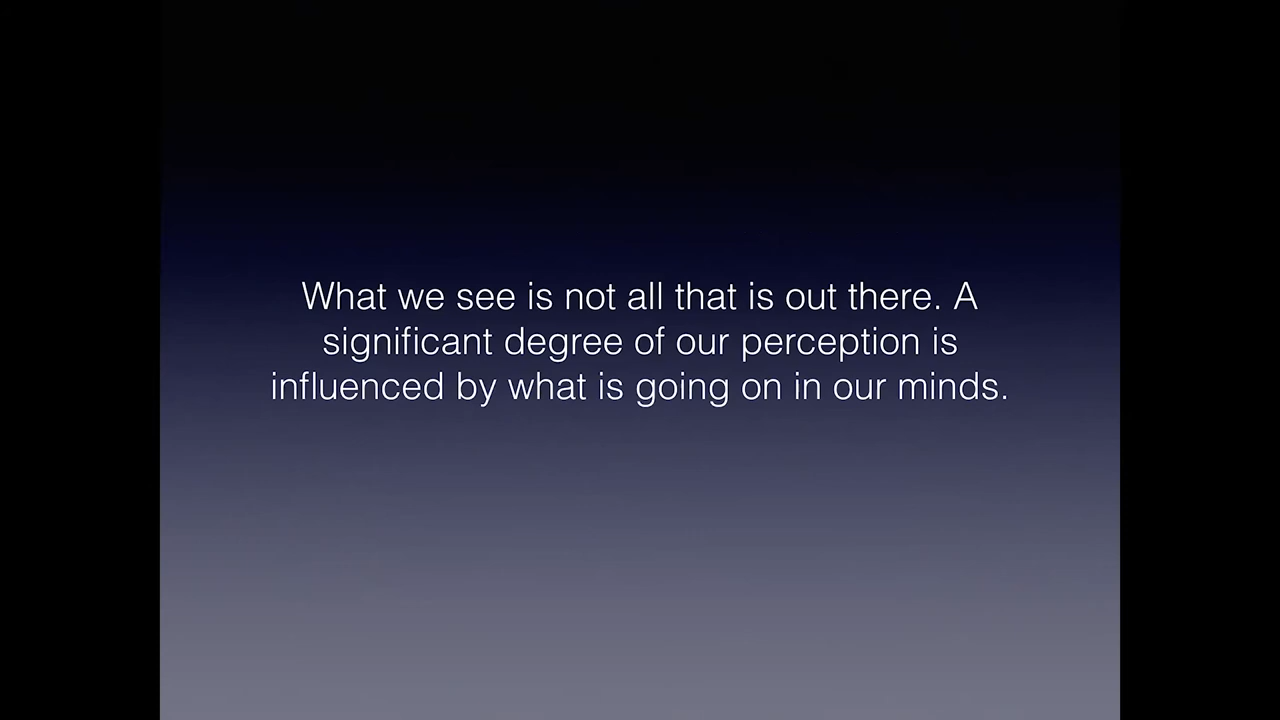 What we see is not all that is out there. A
significant degree of our perception is
influenced by what is going on in our minds.